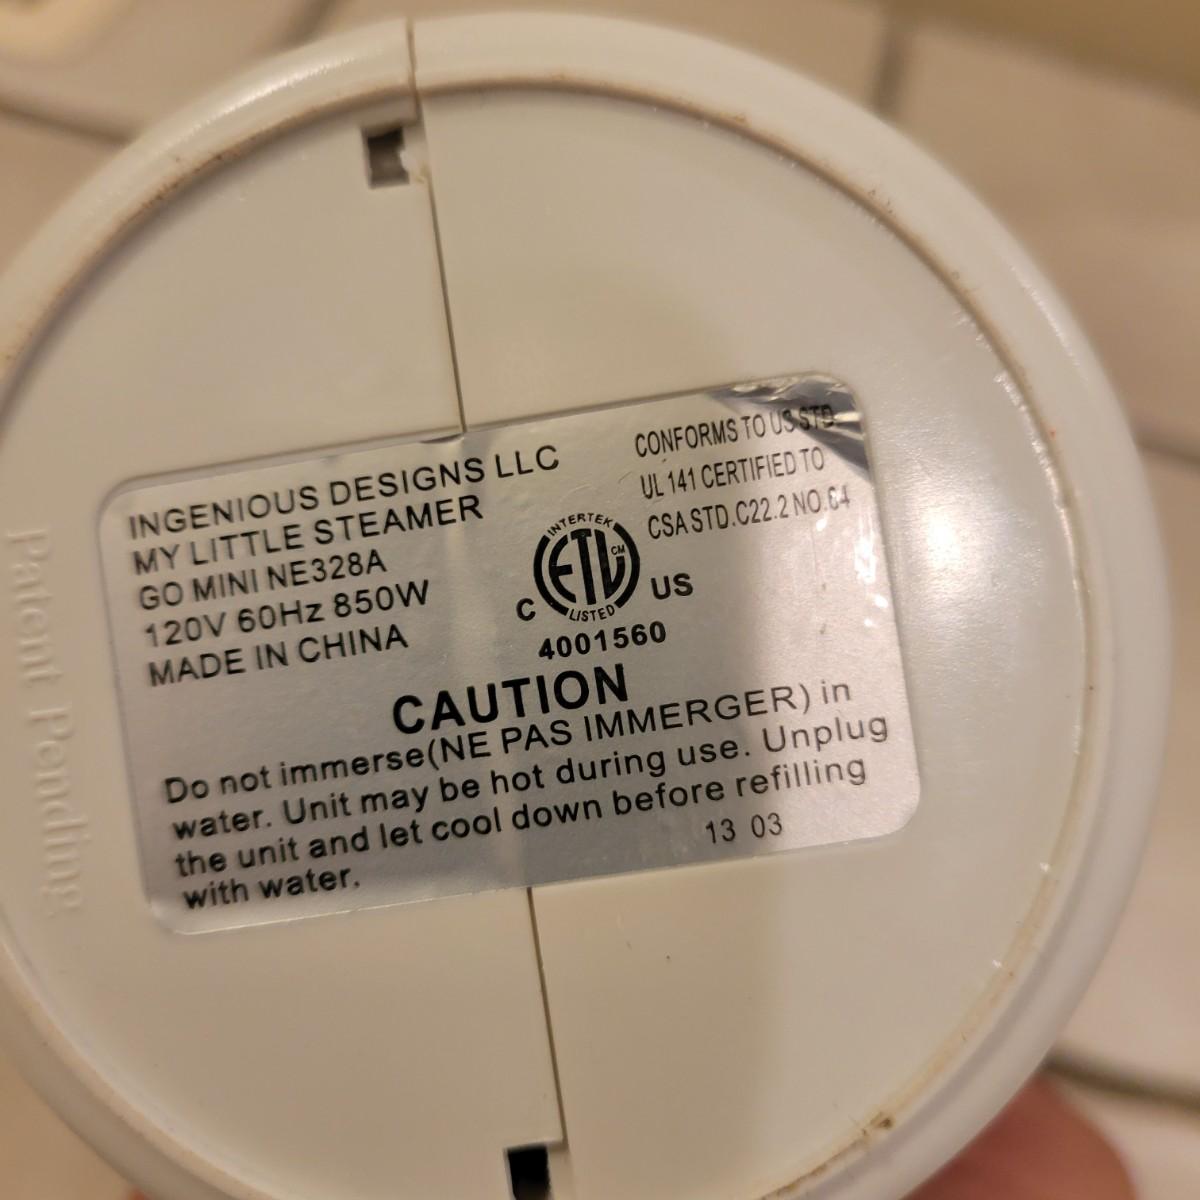 INGENIOUS DESIGNS LLC
MY LITTLE STEAMER
GO MINI NE328A
120V 60Hz 850W
MADE IN CHINA
CONFORMS TO US STD
UL 141 CERTIFIED TO
CSA STD.C22.2 NO.64
INTERTEK
ETL CM
LISTED
C US
4001560
CAUTION
Do not immerse(NE PAS IMMERGER) in
water. Unit may be hot during use. Unplug
the unit and let cool down before refilling
with water.
13 03
Patent Pending